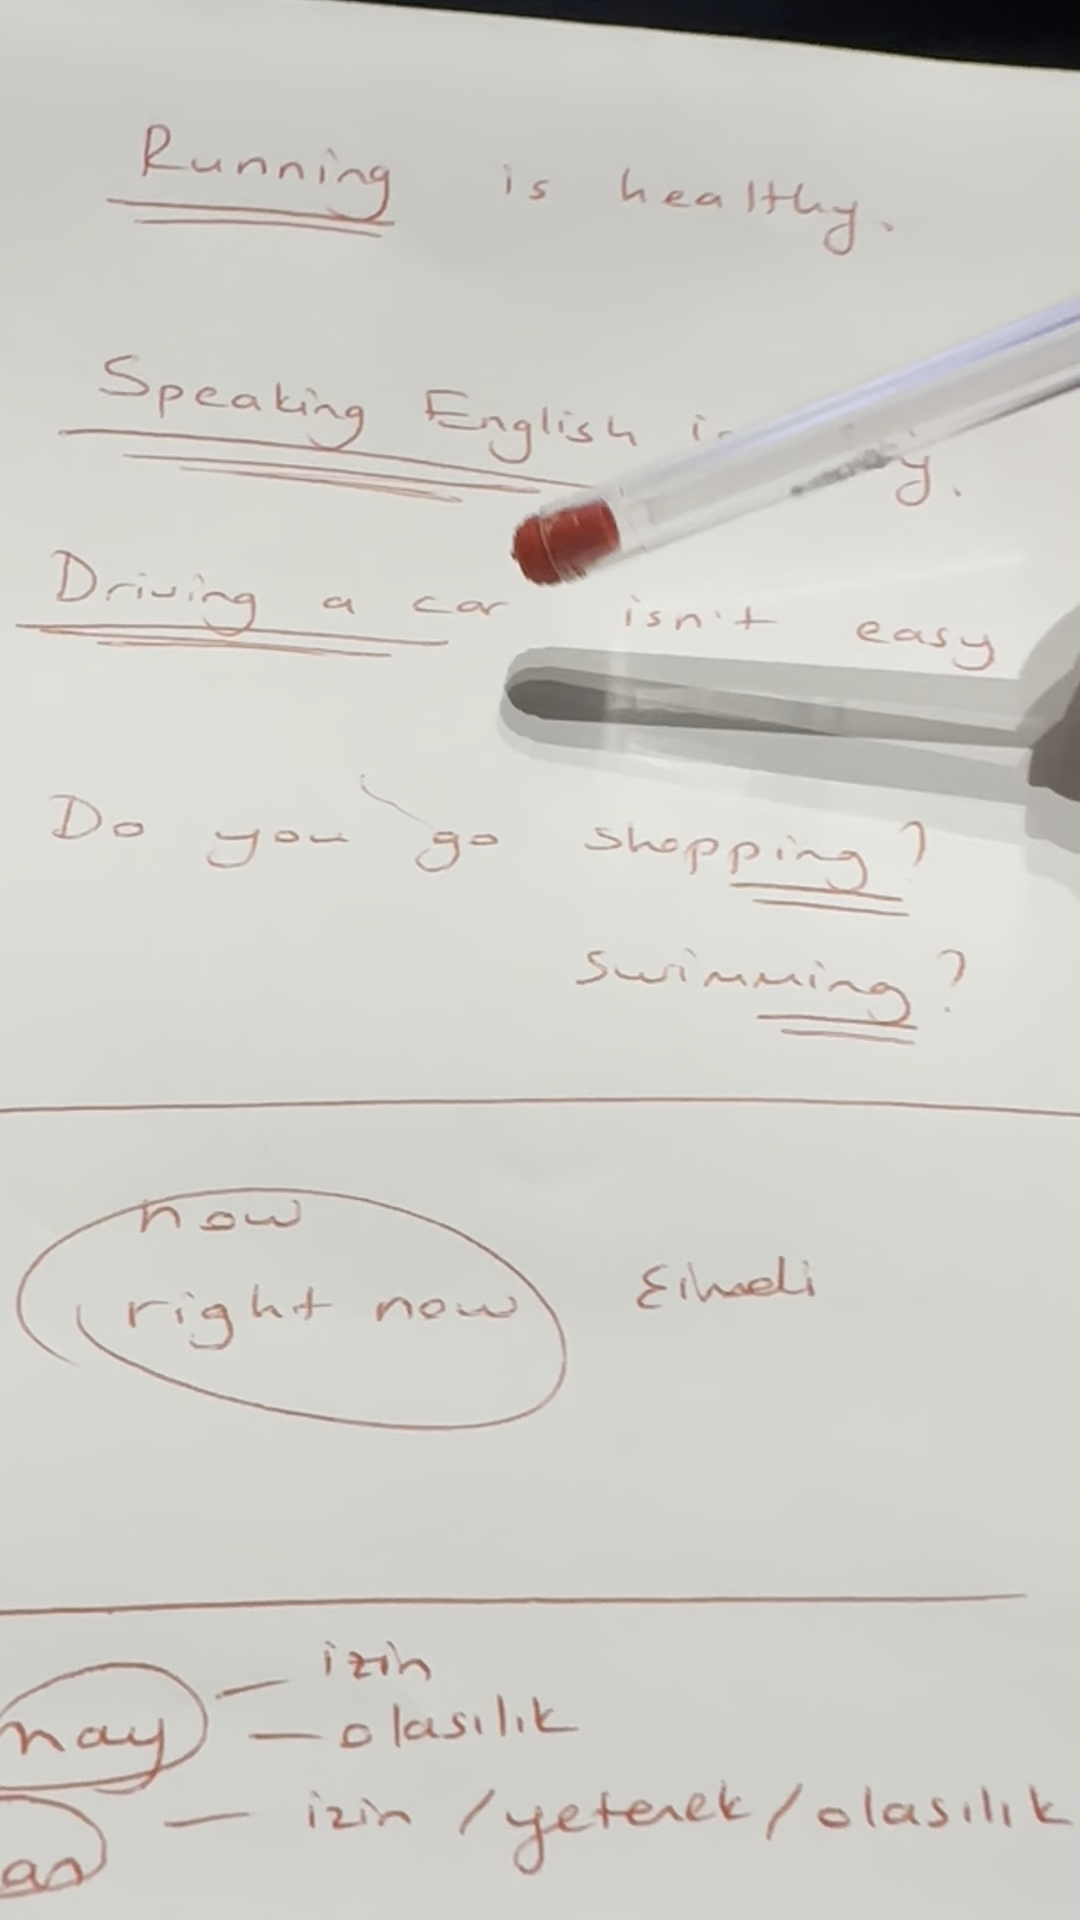 Running is healthy.
Speaking English
Driving a car isn't easy
Do you go shopping?
swimming?
now
right now
izin
may
olasılık
izin / yetenek / olasılık